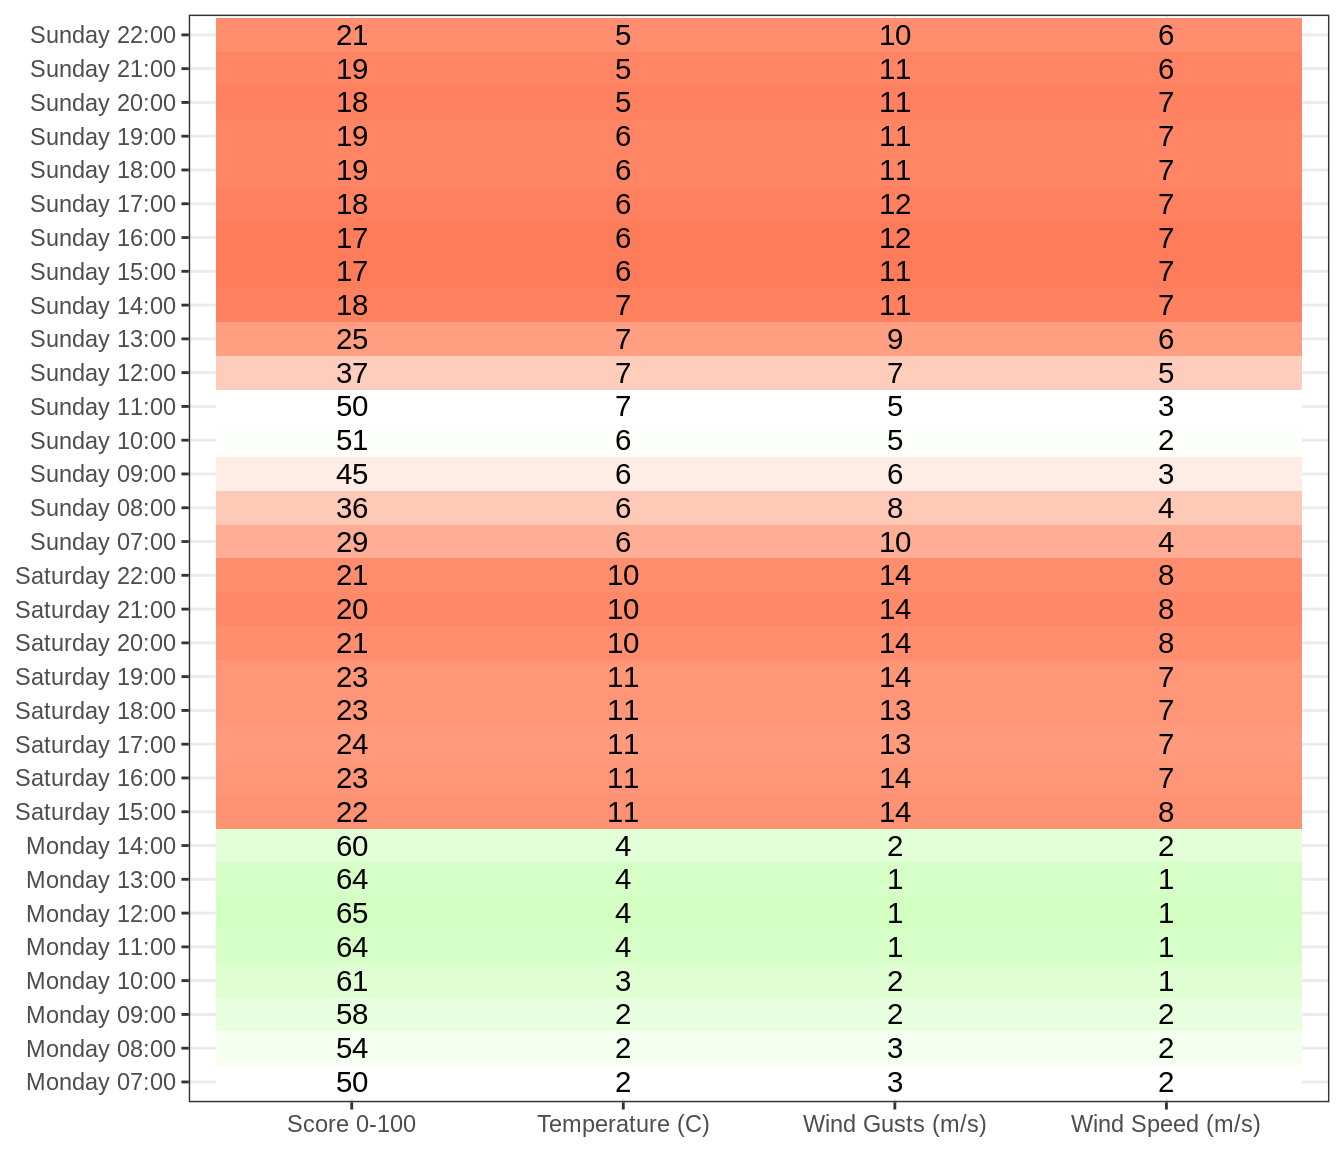 Sunday 22:00 21 5 10 6
Sunday 21:00 19 5 11 6
Sunday 20:00 18 5 11 7
Sunday 19:00 19 6 11 7
Sunday 18:00 19 6 11 7
Sunday 17:00 18 6 12 7
Sunday 16:00 17 6 12 7
Sunday 15:00 17 6 11 7
Sunday 14:00 18 7 11 7
Sunday 13:00 25 7 9 6
Sunday 12:00 37 7 7 5
Sunday 11:00 50 7 5 3
Sunday 10:00 51 6 5 2
Sunday 09:00 45 6 6 3
Sunday 08:00 36 6 8 4
Sunday 07:00 29 6 10 4
Saturday 22:00 21 10 14 8
Saturday 21:00 20 10 14 8
Saturday 20:00 21 10 14 8
Saturday 19:00 23 11 14 7
Saturday 18:00 23 11 13 7
Saturday 17:00 24 11 13 7
Saturday 16:00 23 11 14 7
Saturday 15:00 22 11 14 8
Monday 14:00 60 4 2 2
Monday 13:00 64 4 1 1
Monday 12:00 65 4 1 1
Monday 11:00 64 4 1 1
Monday 10:00 61 3 2 1
Monday 09:00 58 2 2 2
Monday 08:00 54 2 3 2
Monday 07:00 50 2 3 2
Score 0-100 Temperature (C) Wind Gusts (m/s) Wind Speed (m/s)